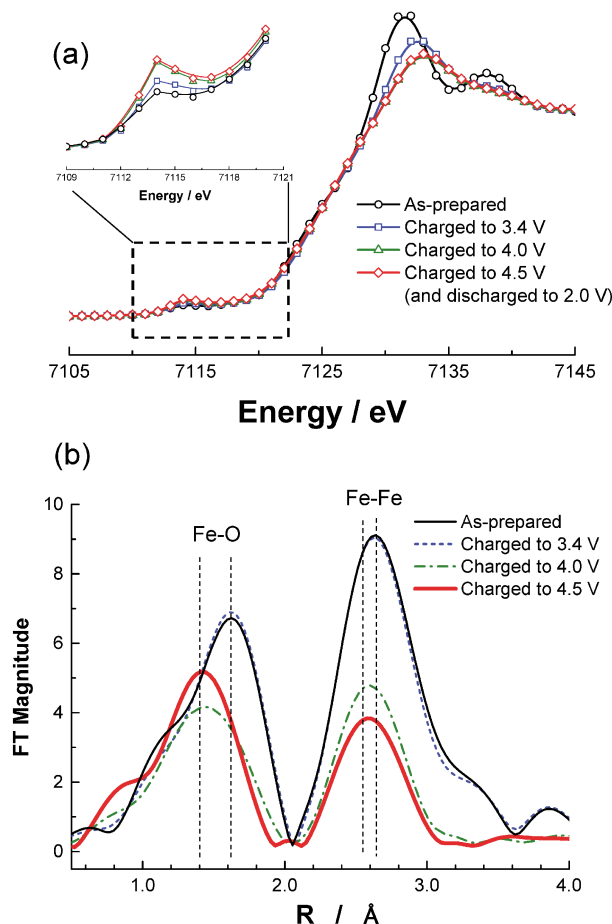 (a)
7109 7112 7115 7118 7121
Energy / eV
As-prepared
Charged to 3.4 V
Charged to 4.0 V
Charged to 4.5 V
(and discharged to 2.0 V)
7105 7125 7135 7145
Energy / eV
(b)
10
8
6
4
2
0
FT Magnitude
Fe-O
Fe-Fe
As-prepared
Charged to 3.4 V
Charged to 4.0 V
Charged to 4.5 V
1.0 2.0 3.0 4.0
R / Å